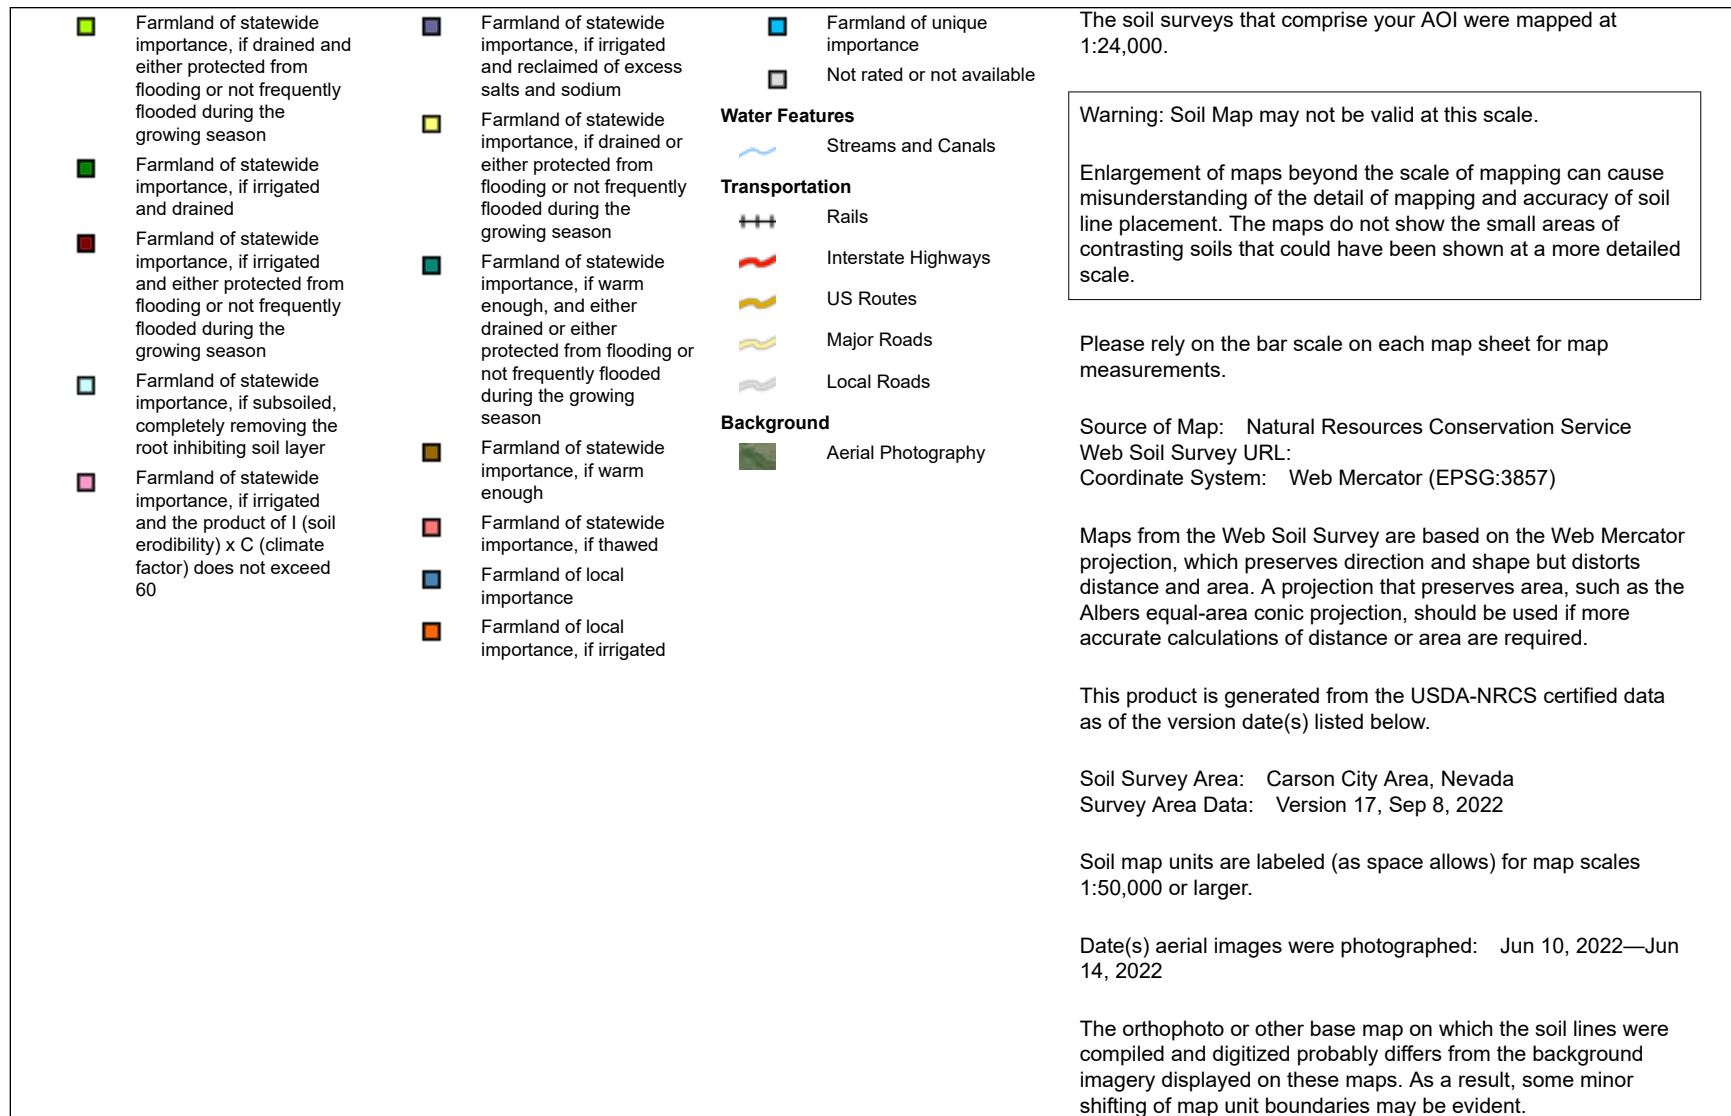 Farmland of statewide
importance, if drained and
either protected from
flooding or not frequently
flooded during the
growing season
Farmland of statewide
importance, if irrigated
and drained
Farmland of statewide
importance, if irrigated
and either protected from
flooding or not frequently
flooded during the
growing season
Farmland of statewide
importance, if subsoiled,
completely removing the
root inhibiting soil layer
Farmland of statewide
importance, if irrigated
and the product of I (soil
erodibility) x C (climate
factor) does not exceed
60
Farmland of statewide
importance, if irrigated
and reclaimed of excess
salts and sodium
Farmland of statewide
importance, if drained or
either protected from
flooding or not frequently
flooded during the
growing season
Farmland of statewide
importance, if warm
enough, and either
drained or either
protected from flooding or
not frequently flooded
during the growing
season
Farmland of statewide
importance, if warm
enough
Farmland of statewide
importance, if thawed
Farmland of local
importance
Farmland of local
importance, if irrigated
Farmland of unique
importance
Not rated or not available
Water Features
Streams and Canals
Transportation
Rails
Interstate Highways
US Routes
Major Roads
Local Roads
Background
Aerial Photography
The soil surveys that comprise your AOI were mapped at
1:24,000.
Warning: Soil Map may not be valid at this scale.
Enlargement of maps beyond the scale of mapping can cause
misunderstanding of the detail of mapping and accuracy of soil
line placement. The maps do not show the small areas of
contrasting soils that could have been shown at a more detailed
scale.
Please rely on the bar scale on each map sheet for map
measurements.
Source of Map: Natural Resources Conservation Service
Web Soil Survey URL:
Coordinate System: Web Mercator (EPSG:3857)
Maps from the Web Soil Survey are based on the Web Mercator
projection, which preserves direction and shape but distorts
distance and area. A projection that preserves area, such as the
Albers equal-area conic projection, should be used if more
accurate calculations of distance or area are required.
This product is generated from the USDA-NRCS certified data
as of the version date(s) listed below.
Soil Survey Area: Carson City Area, Nevada
Survey Area Data: Version 17, Sep 8, 2022
Soil map units are labeled (as space allows) for map scales
1:50,000 or larger.
Date(s) aerial images were photographed: Jun 10, 2022—Jun
14, 2022
The orthophoto or other base map on which the soil lines were
compiled and digitized probably differs from the background
imagery displayed on these maps. As a result, some minor
shifting of map unit boundaries may be evident.